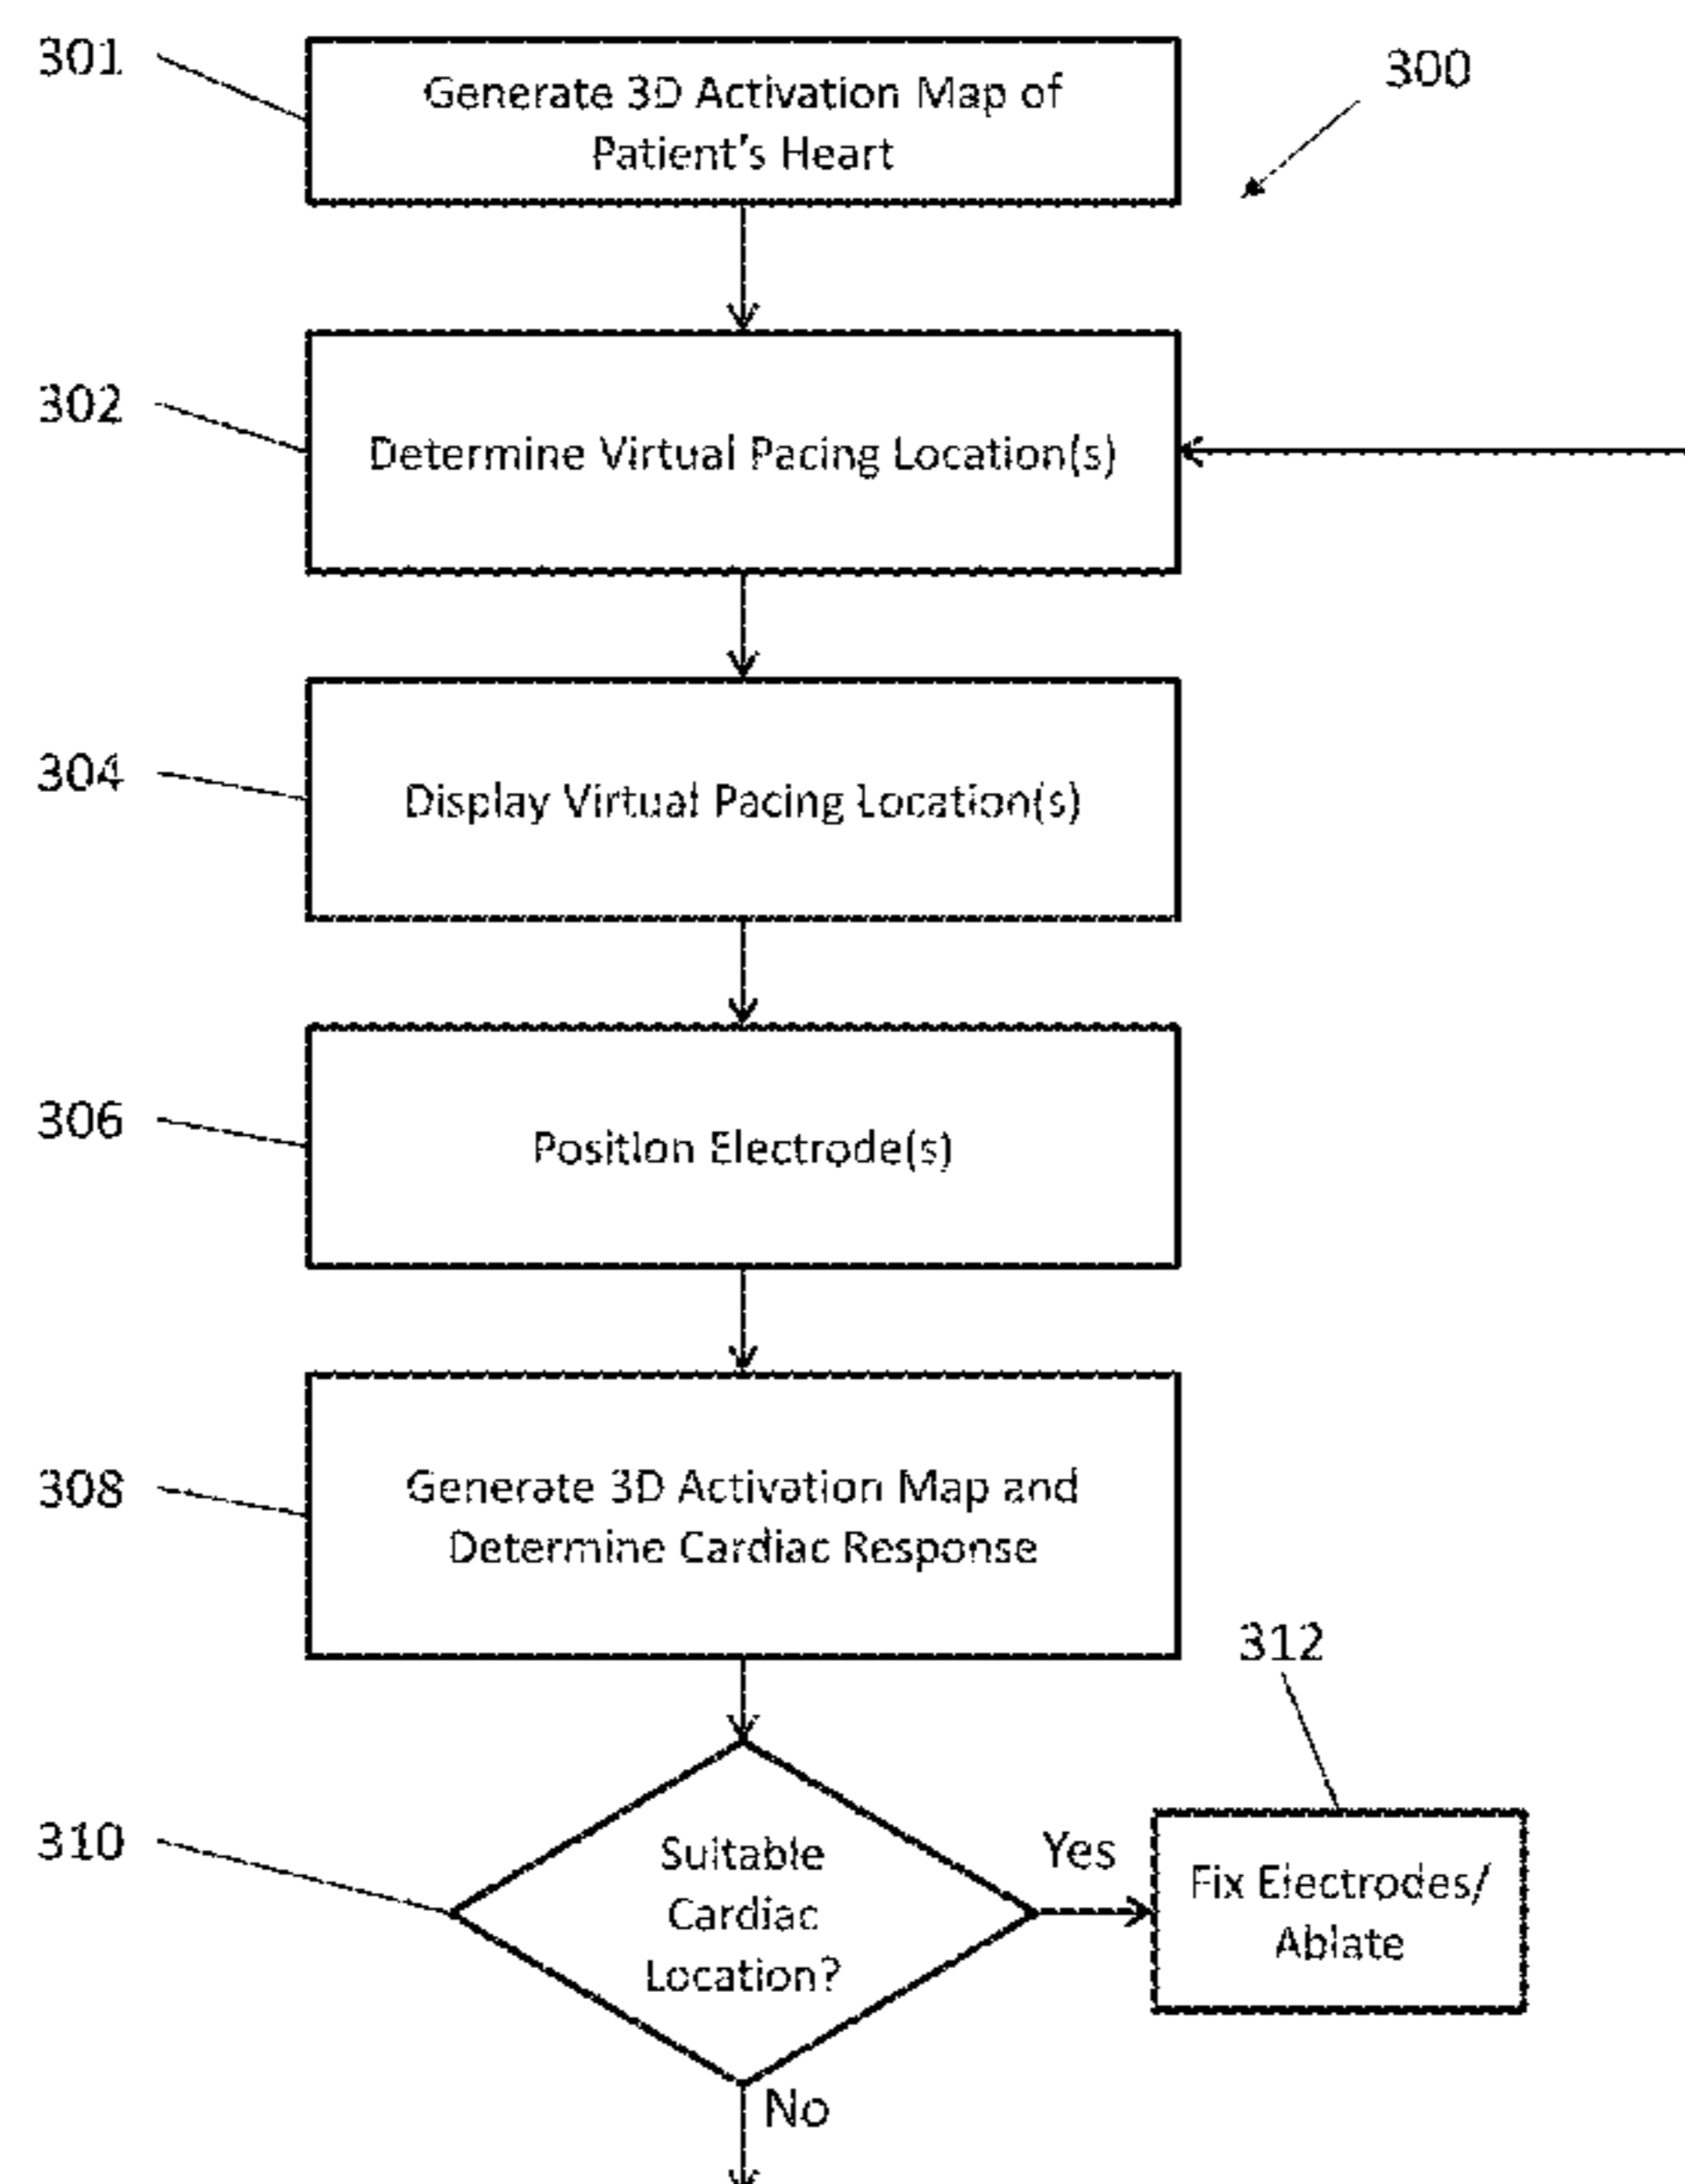 301
Generate 3D Activation Map of
Patient's Heart
300
302
Determine Virtual Pacing Location(s)
304
Display Virtual Pacing Location(s)
306
Position Electrode(s)
308
Generate 3D Activation Map and
Determine Cardiac Response
312
310
Suitable
Cardiac
Location?
Yes
Fix Electrodes/
Ablate
No